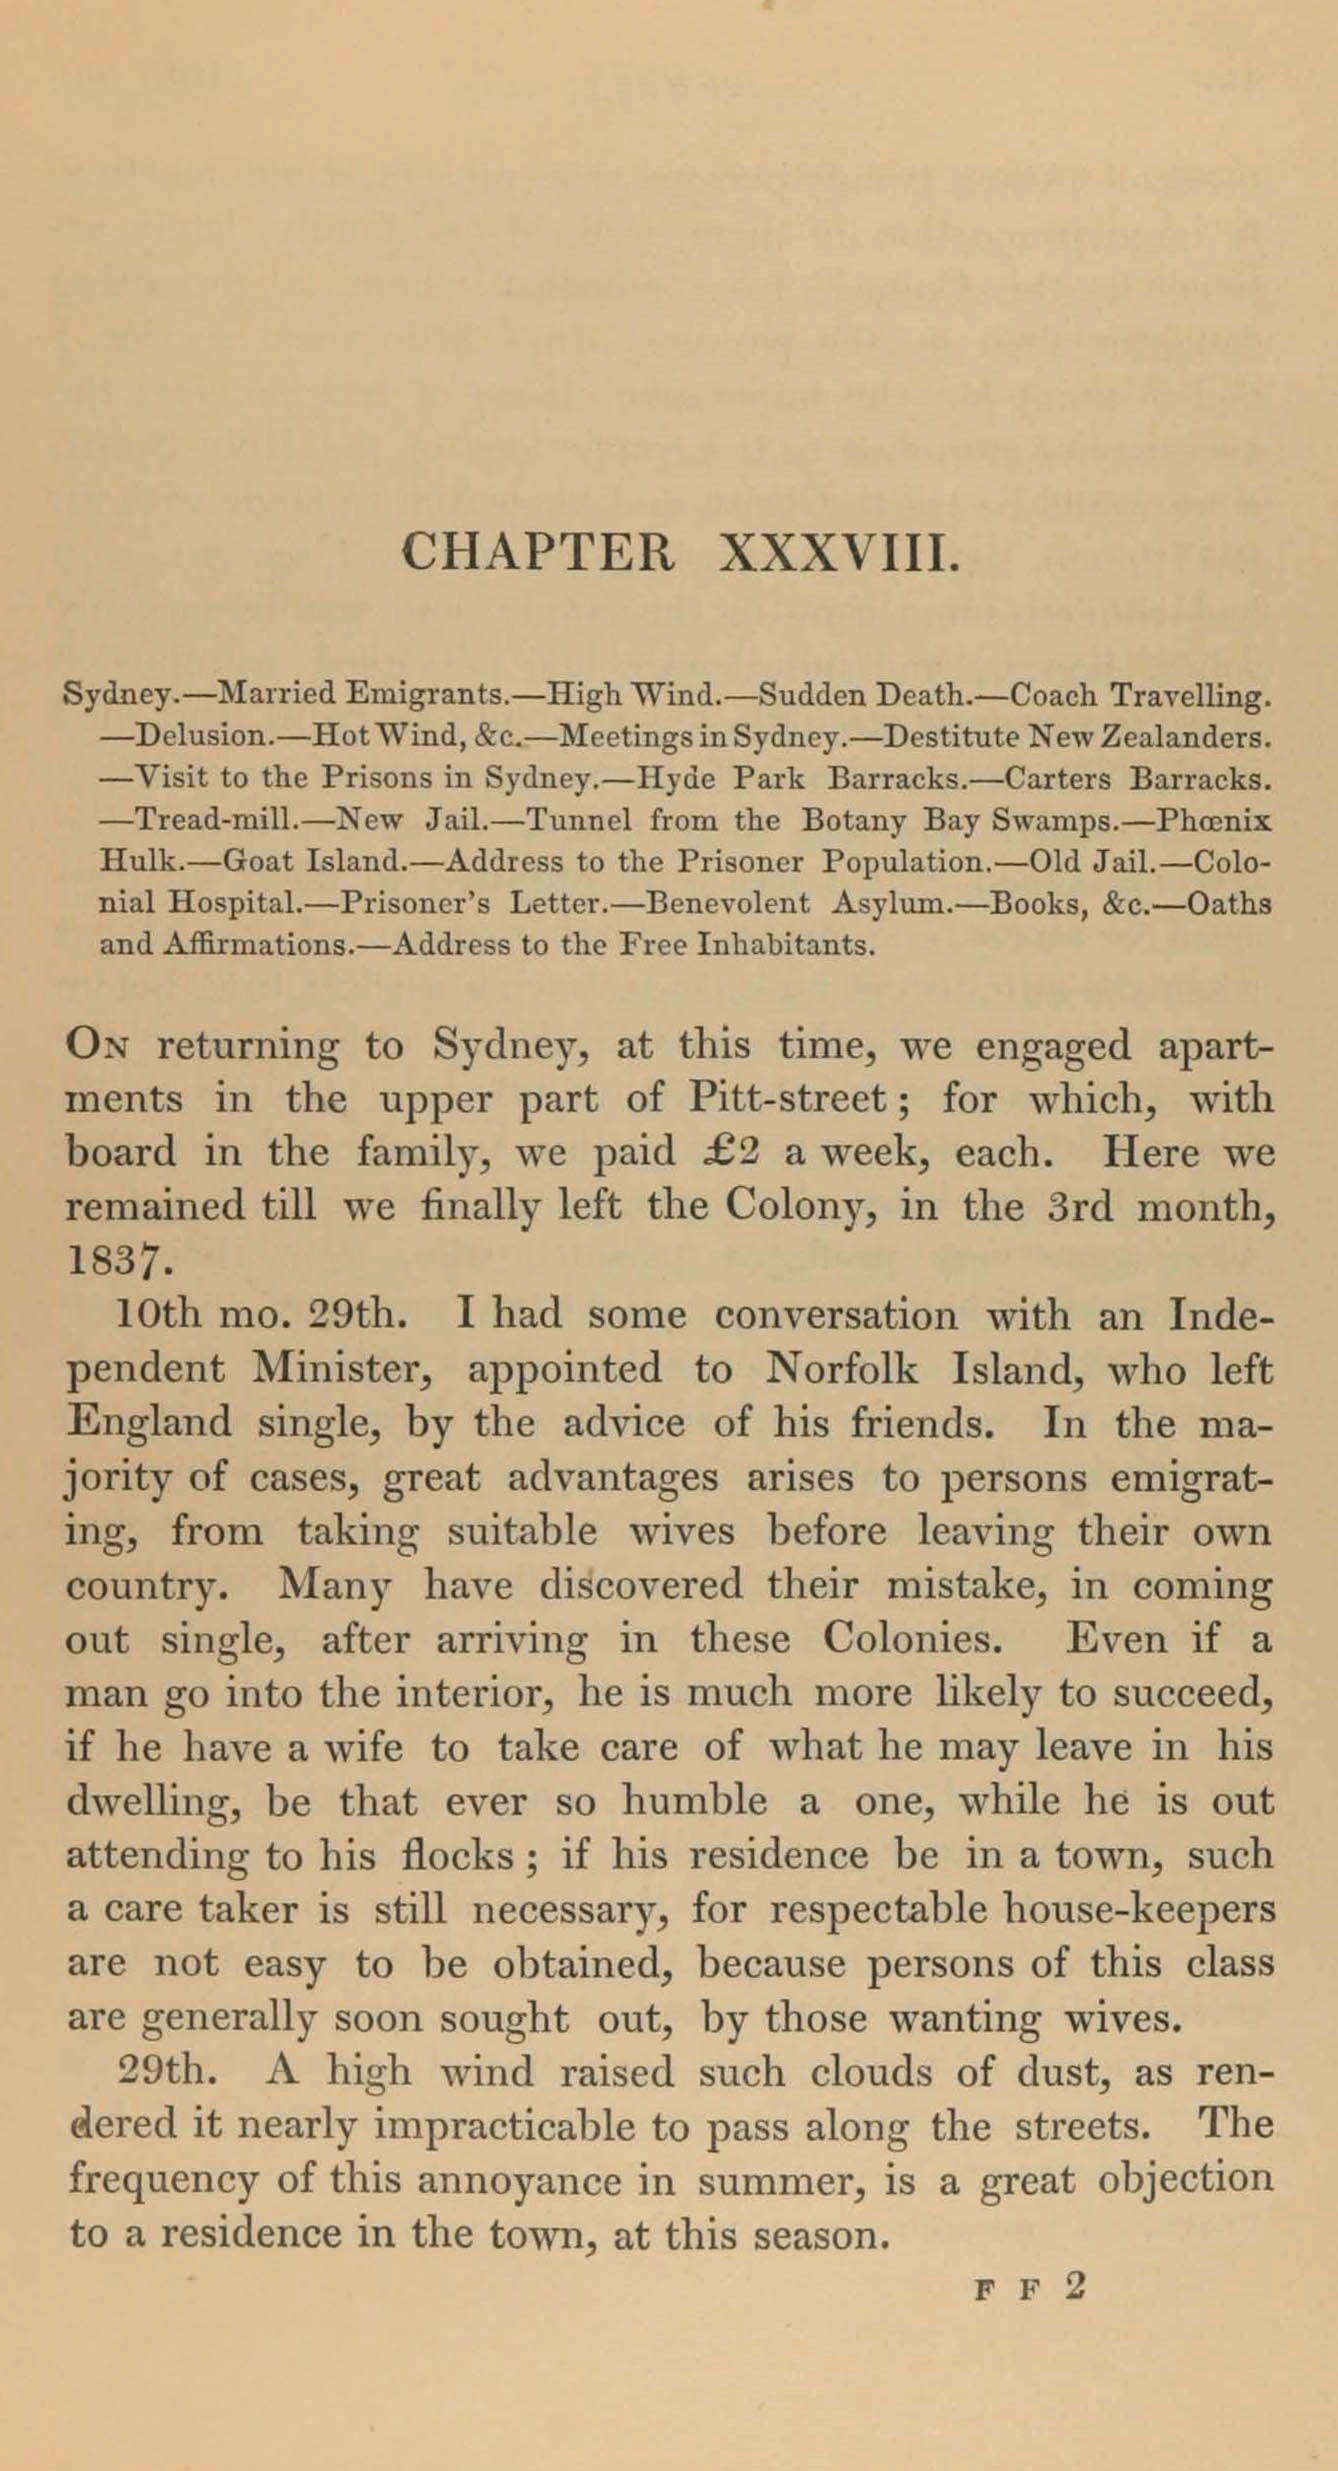 CHAPTER XXXVIII.
Sydney.—Married Emigrants.—High Wind.—Sudden Death.—Coach Travelling.
—Delusion.—Hot Wind, &c.—Meetings in Sydney.—Destitute New Zealanders.
—Visit to the Prisons in Sydney.—Hyde Park Barracks.—Carters Barracks.
—Tread-mill.—New Jail.—Tunnel from the Botany Bay Swamps.—Phœnix
Hulk.—Goat Island.—Address to the Prisoner Population.—Old Jail.—Colo-
nial Hospital.—Prisoner's Letter.—Benevolent Asylum.—Books, &c.—Oaths
and Affirmations.—Address to the Free Inhabitants.
ON returning to Sydney, at this time, we engaged apart-
ments in the upper part of Pitt-street; for which, with
board in the family, we paid £2 a week, each. Here we
remained till we finally left the Colony, in the 3rd month,
1837.
10th mo. 29th. I had some conversation with an Inde-
pendent Minister, appointed to Norfolk Island, who left
England single, by the advice of his friends. In the ma-
jority of cases, great advantages arises to persons emigrat-
ing, from taking suitable wives before leaving their own
country. Many have discovered their mistake, in coming
out single, after arriving in these Colonies. Even if a
man go into the interior, he is much more likely to succeed,
if he have a wife to take care of what he may leave in his
dwelling, be that ever so humble a one, while he is out
attending to his flocks; if his residence be in a town, such
a care taker is still necessary, for respectable house-keepers
are not easy to be obtained, because persons of this class
are generally soon sought out, by those wanting wives.
29th. A high wind raised such clouds of dust, as ren-
dered it nearly impracticable to pass along the streets. The
frequency of this annoyance in summer, is a great objection
to a residence in the town, at this season.
F F 2